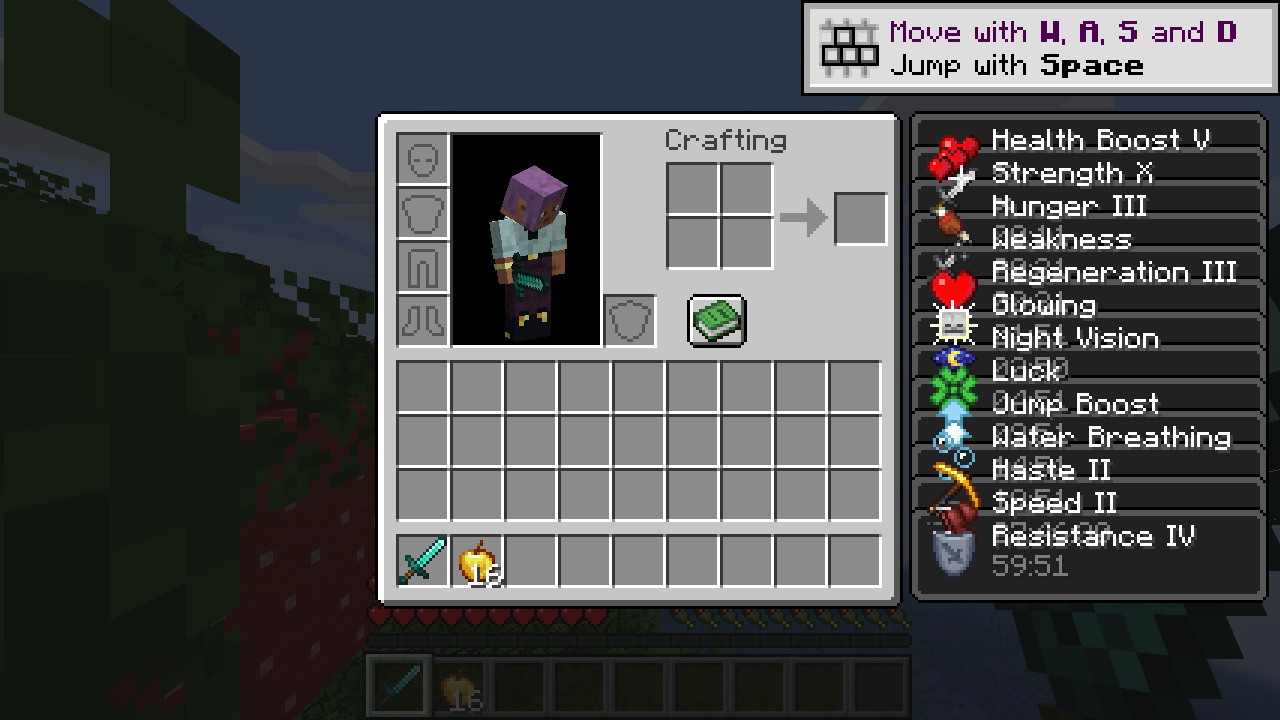 Move with W, A, S and D
Jump with Space
Crafting
Health Boost V
Strength X
Hunger III
Weakness
Regeneration III
Glowing
Night Vision
Luck
Jump Boost
Water Breathing
Haste II
Speed II
Resistance IV
59:51
16